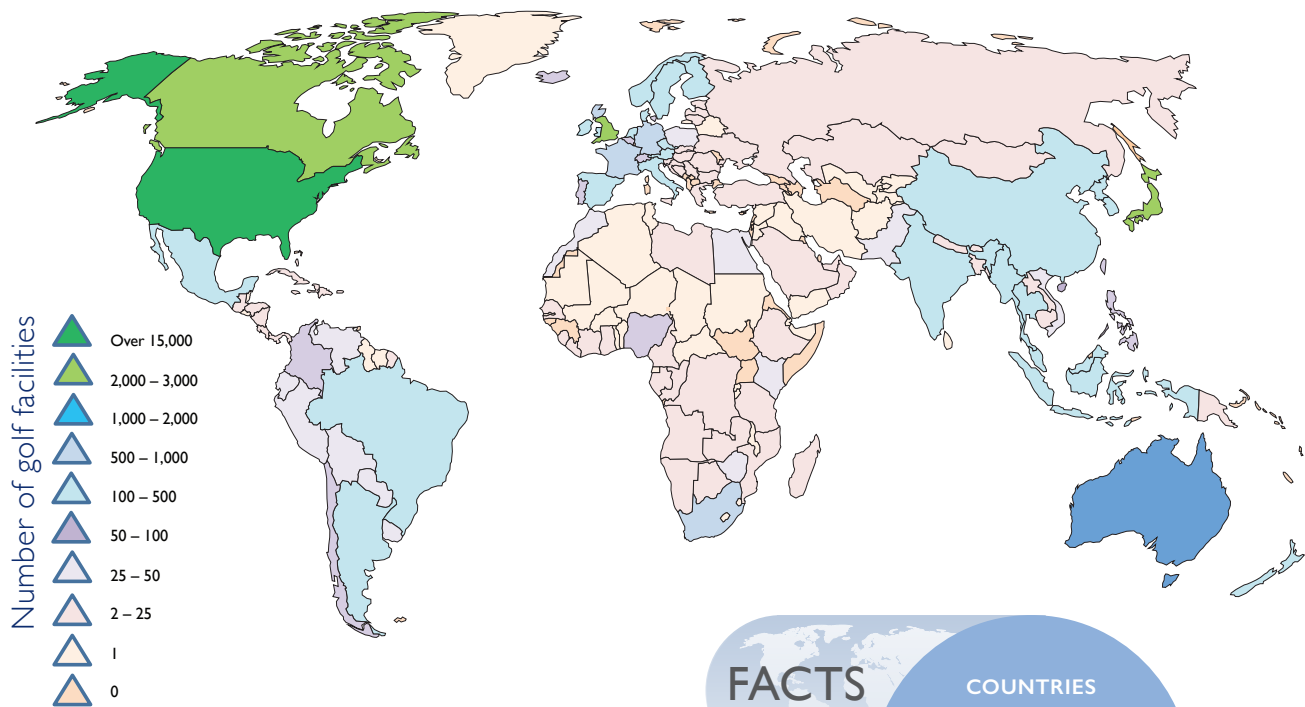 Number of golf facilities
Over 15,000
2,000 – 3,000
1,000 – 2,000
500 – 1,000
100 – 500
50 – 100
25 – 50
2 – 25
1
0
FACTS
COUNTRIES